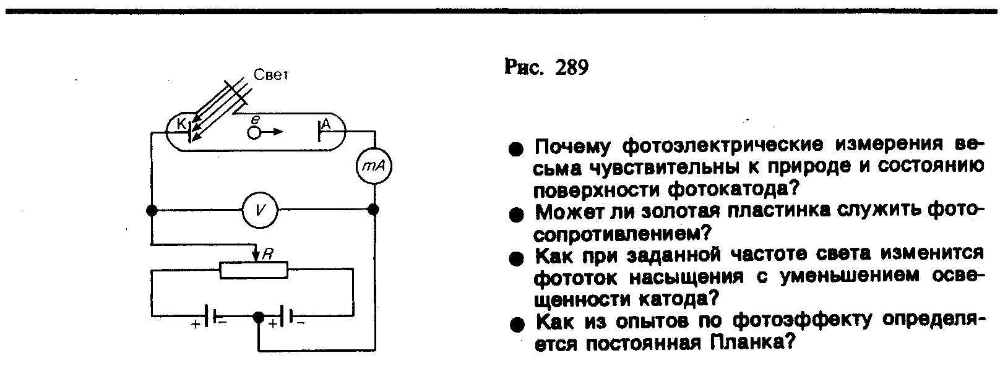 Свет
К
e
А
mA
V
R
+
-
+
-
Рис. 289
● Почему фотоэлектрические измерения ве-
сьма чувствительны к природе и состоянию
поверхности фотокатода?
● Может ли золотая пластинка служить фото-
сопротивлением?
● Как при заданной частоте света изменится
фототок насыщения с уменьшением осве-
щенности катода?
● Как из опытов по фотоэффекту определя-
ется постоянная Планка?